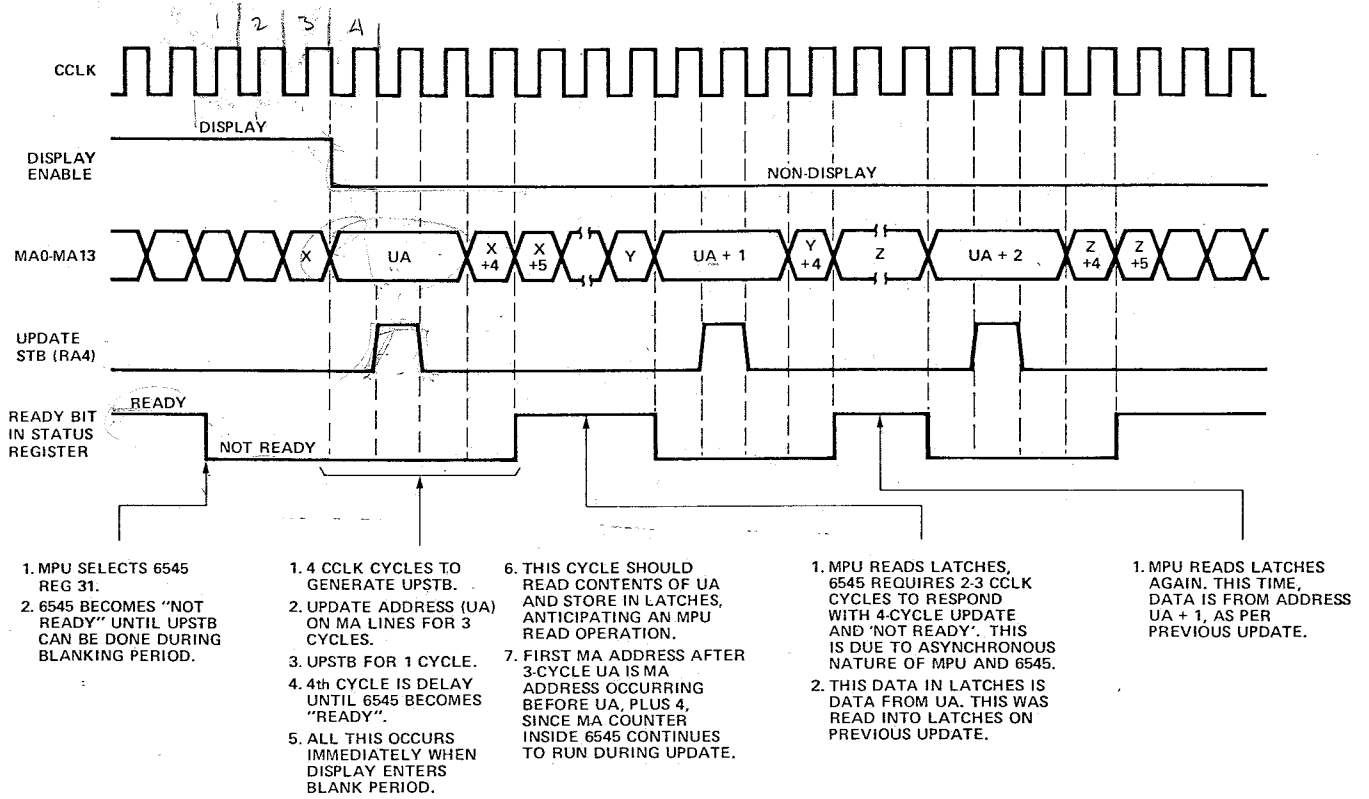 1 2 3 4
CCLK
DISPLAY
DISPLAY
ENABLE
NON-DISPLAY
MA0-MA13
X
UA
X
+4
X
+5
Y
UA + 1
Y
+4
Z
UA + 2
Z
+4
Z
+5
UPDATE
STB (RA4)
READY BIT
IN STATUS
REGISTER
READY
NOT READY
1. MPU SELECTS 6545
REG 31.
2. 6545 BECOMES "NOT
READY" UNTIL UPSTB
CAN BE DONE DURING
BLANKING PERIOD.
1. 4 CCLK CYCLES TO
GENERATE UPSTB.
2. UPDATE ADDRESS (UA)
ON MA LINES FOR 3
CYCLES.
3. UPSTB FOR 1 CYCLE.
4. 4th CYCLE IS DELAY
UNTIL 6545 BECOMES
"READY".
5. ALL THIS OCCURS
IMMEDIATELY WHEN
DISPLAY ENTERS
BLANK PERIOD.
6. THIS CYCLE SHOULD
READ CONTENTS OF UA
AND STORE IN LATCHES,
ANTICIPATING AN MPU
READ OPERATION.
7. FIRST MA ADDRESS AFTER
3-CYCLE UA IS MA
ADDRESS OCCURRING
BEFORE UA, PLUS 4,
SINCE MA COUNTER
INSIDE 6545 CONTINUES
TO RUN DURING UPDATE.
1. MPU READS LATCHES,
6545 REQUIRES 2-3 CCLK
CYCLES TO RESPOND
WITH 4-CYCLE UPDATE
AND 'NOT READY'. THIS
IS DUE TO ASYNCHRONOUS
NATURE OF MPU AND 6545.
2. THIS DATA IN LATCHES IS
DATA FROM UA. THIS WAS
READ INTO LATCHES ON
PREVIOUS UPDATE.
1. MPU READS LATCHES
AGAIN. THIS TIME,
DATA IS FROM ADDRESS
UA + 1, AS PER
PREVIOUS UPDATE.